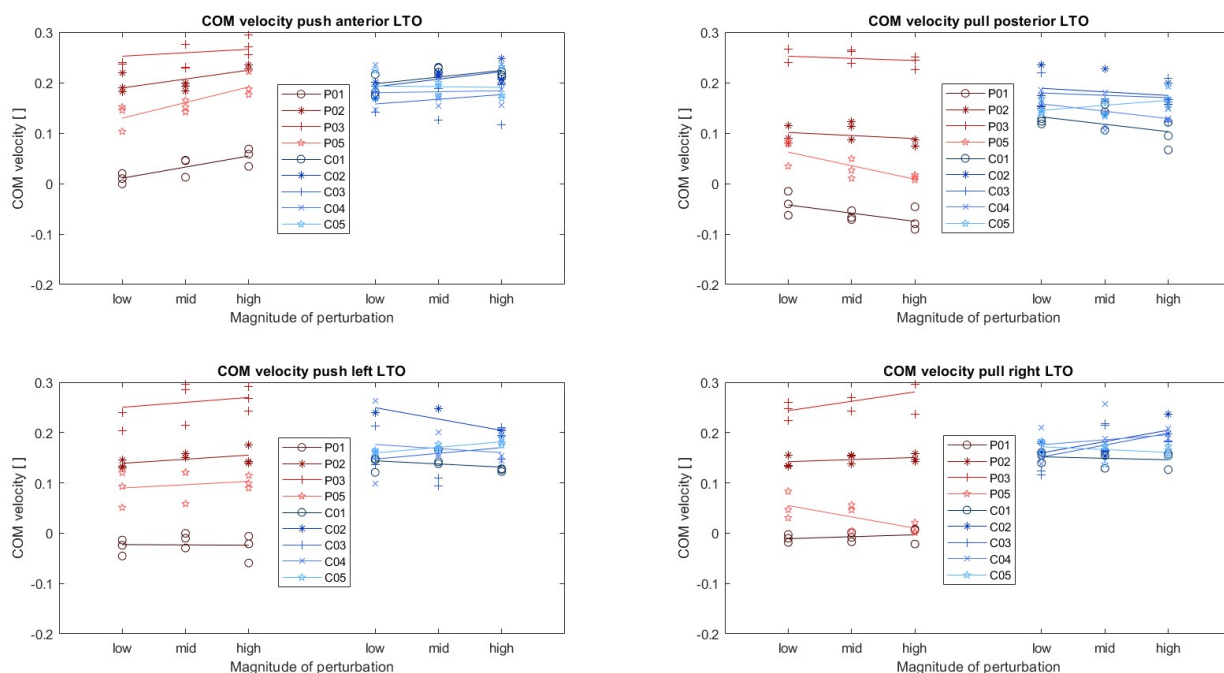 COM velocity push anterior LTO
0.3
0.2
0.1
0
-0.1
-0.2
COM velocity [ ]
P01
P02
P03
P05
C01
C02
C03
C04
C05
low mid high low mid high
Magnitude of perturbation
COM velocity pull posterior LTO
0.3
0.2
0.1
0
-0.1
-0.2
COM velocity [ ]
P01
P02
P03
P05
C01
C02
C03
C04
C05
low mid high low mid high
Magnitude of perturbation
COM velocity push left LTO
0.3
0.2
0.1
0
-0.1
-0.2
COM velocity [ ]
P01
P02
P03
P05
C01
C02
C03
C04
C05
low mid high low mid high
Magnitude of perturbation
COM velocity pull right LTO
0.3
0.2
0.1
0
-0.1
-0.2
COM velocity [ ]
P01
P02
P03
P05
C01
C02
C03
C04
C05
low mid high low mid high
Magnitude of perturbation